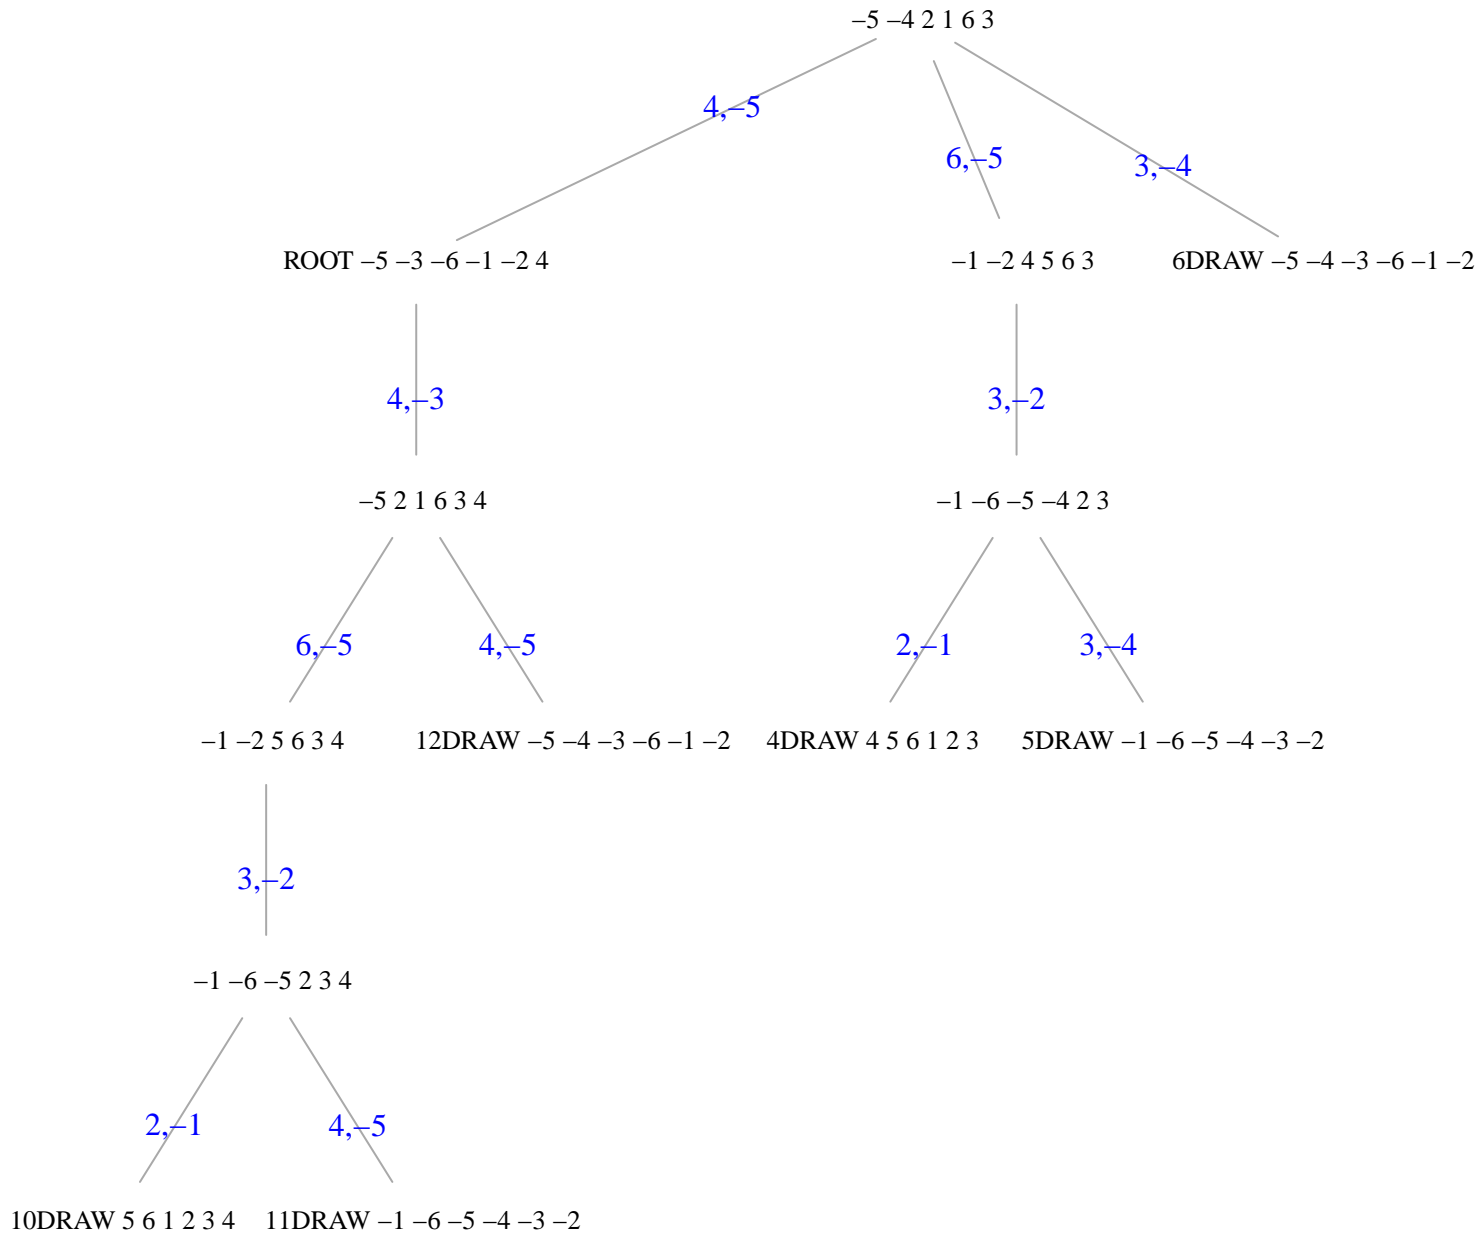 –5 –4 2 1 6 3
4,–5
6,–5
3,–4
ROOT –5 –3 –6 –1 –2 4
–1 –2 4 5 6 3
6DRAW –5 –4 –3 –6 –1 –2
4,–3
3,–2
–5 2 1 6 3 4
–1 –6 –5 –4 2 3
6,–5
4,–5
2,–1
3,–4
–1 –2 5 6 3 4
12DRAW –5 –4 –3 –6 –1 –2
4DRAW 4 5 6 1 2 3
5DRAW –1 –6 –5 –4 –3 –2
3,–2
–1 –6 –5 2 3 4
2,–1
4,–5
10DRAW 5 6 1 2 3 4
11DRAW –1 –6 –5 –4 –3 –2